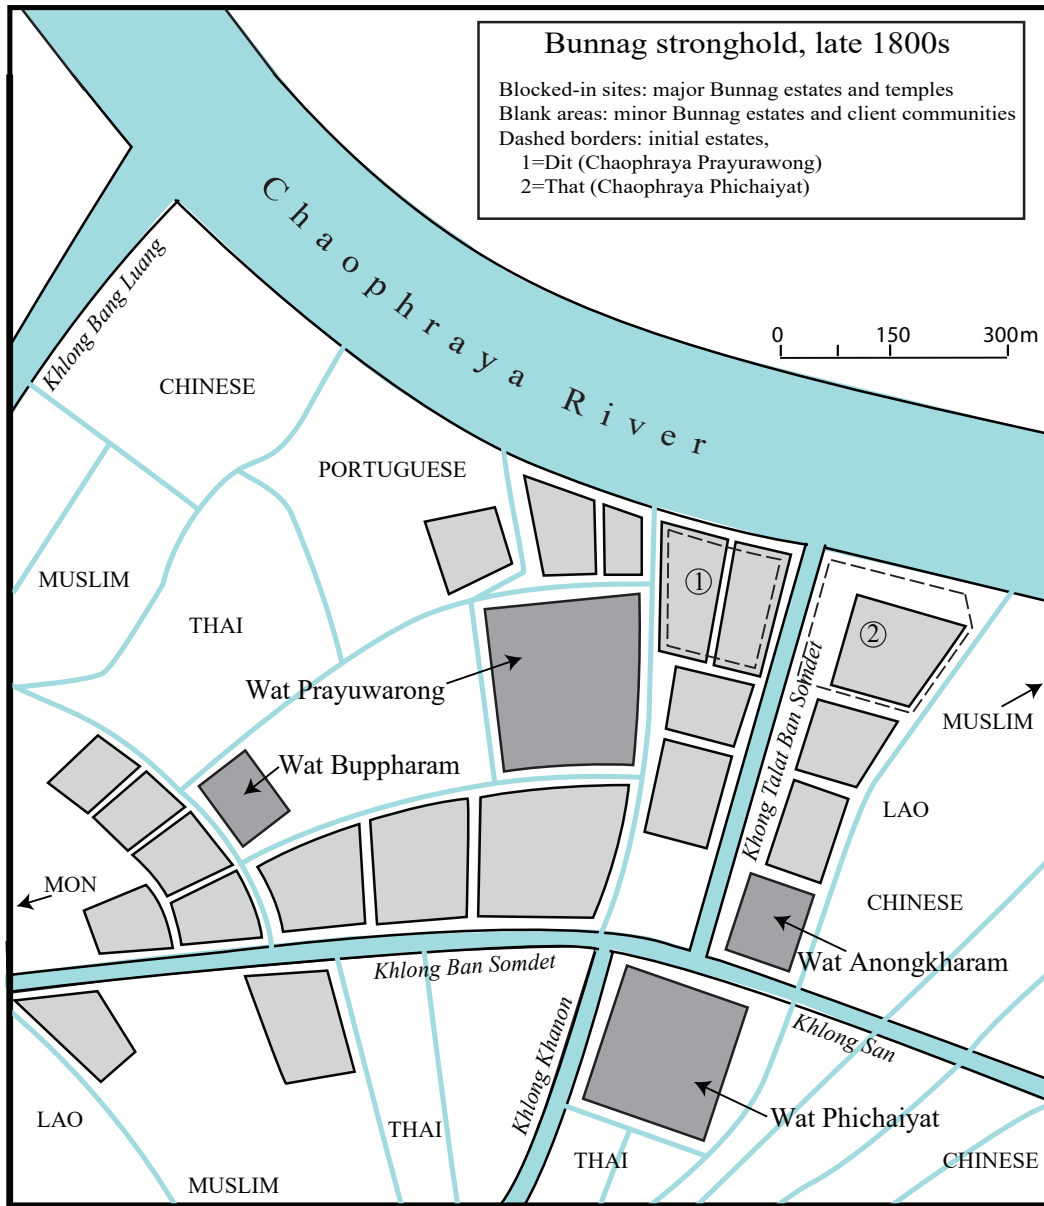 Bunnag stronghold, late 1800s
Blocked-in sites: major Bunnag estates and temples
Blank areas: minor Bunnag estates and client communities
Dashed borders: initial estates,
1=Dit (Chaophraya Prayurawong)
2=That (Chaophraya Phichaiyat)
Chaophraya River
Khlong Bang Luang
0 150 300m
CHINESE
PORTUGUESE
MUSLIM
1
THAI
2
Wat Prayuwarong
MUSLIM
Wat Buppharam
Khong Talat Ban Somdet
LAO
MON
CHINESE
Khlong Ban Somdet
Wat Anongkharam
Khlong Khanon
Khlong San
LAO
THAI
Wat Phichaiyat
THAI
CHINESE
MUSLIM